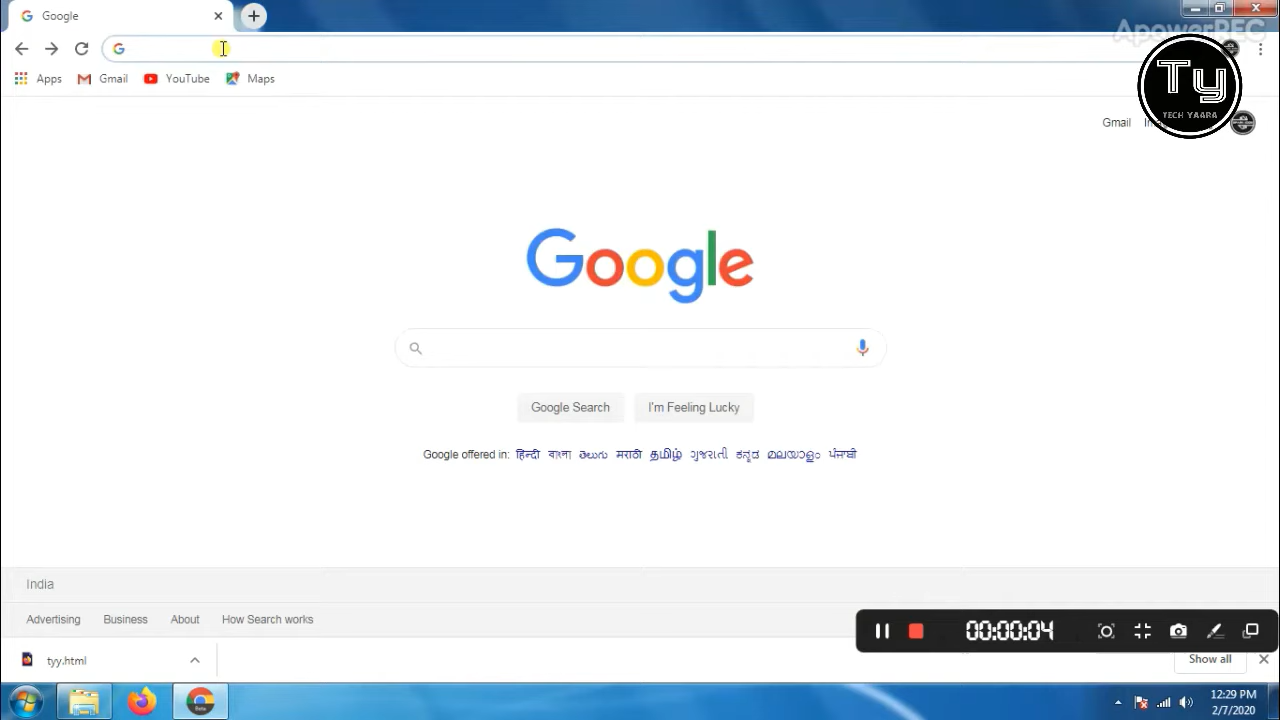 Google
ApowerREC
Apps Gmail YouTube Maps
Ty
TECH YAARA
Gmail
Google
Google Search I'm Feeling Lucky
Google offered in: हिन्दी বাংলা తెలుగు मराठी தமிழ் ગુજરાતી ಕನ್ನಡ മലയാളം ਪੰਜਾਬੀ
India
Advertising Business About How Search works
00:00:04
tyy.html
Show all
Beta
12:29 PM
2/7/2020